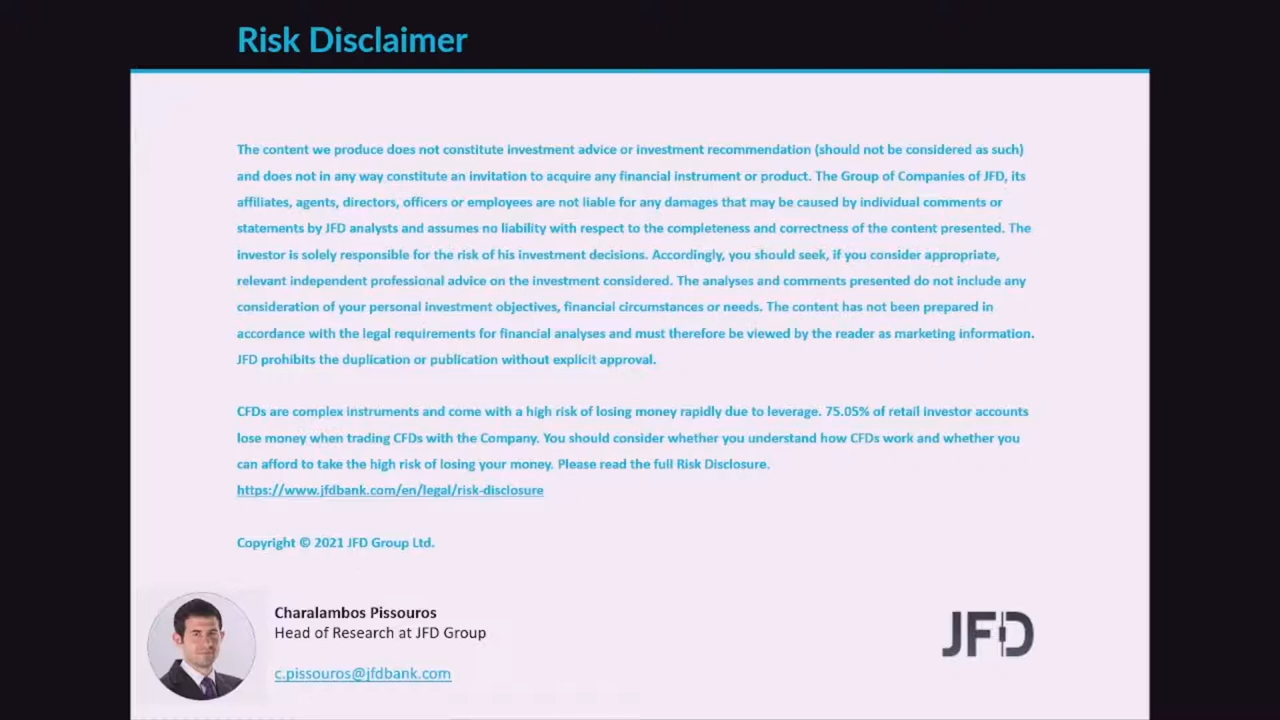 Risk Disclaimer
The content we produce does not constitute investment advice or investment recommendation (should not be considered as such)
and does not in any way constitute an invitation to acquire any financial instrument or product. The Group of Companies of JFD, its
affiliates, agents, directors, officers or employees are not liable for any damages that may be caused by individual comments or
statements by JFD analysts and assumes no liability with respect to the completeness and correctness of the content presented. The
investor is solely responsible for the risk of his investment decisions. Accordingly, you should seek, if you consider appropriate,
relevant independent professional advice on the investment considered. The analyses and comments presented do not include any
consideration of your personal investment objectives, financial circumstances or needs. The content has not been prepared in
accordance with the legal requirements for financial analyses and must therefore be viewed by the reader as marketing information.
JFD prohibits the duplication or publication without explicit approval.
CFDs are complex instruments and come with a high risk of losing money rapidly due to leverage. 75.05% of retail investor accounts
lose money when trading CFDs with the Company. You should consider whether you understand how CFDs work and whether you
can afford to take the high risk of losing your money. Please read the full Risk Disclosure.
https://www.jfdbank.com/en/legal/risk-disclosure
Copyright © 2021 JFD Group Ltd.
Charalambos Pissouros
Head of Research at JFD Group
c.pissouros@jfdbank.com
JFD